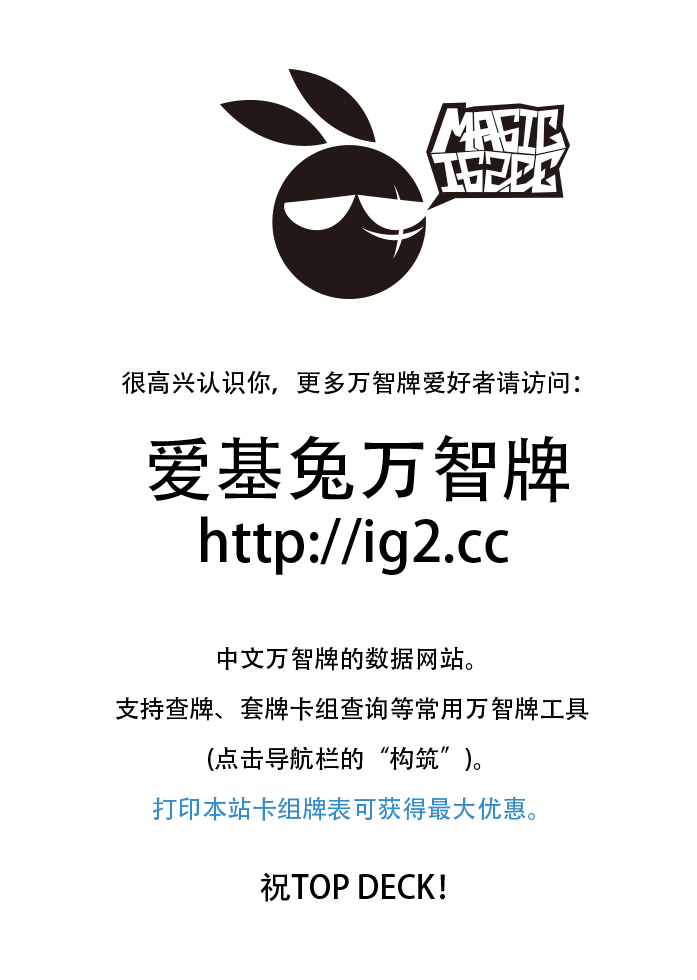 MAGIC
IG2CC
很高兴认识你，更多万智牌爱好者请访问：
爱基兔万智牌
http://ig2.cc
中文万智牌的数据网站。
支持查牌、套牌卡组查询等常用万智牌工具
(点击导航栏的“构筑”)。
打印本站卡组牌表可获得最大优惠。
祝TOP DECK！